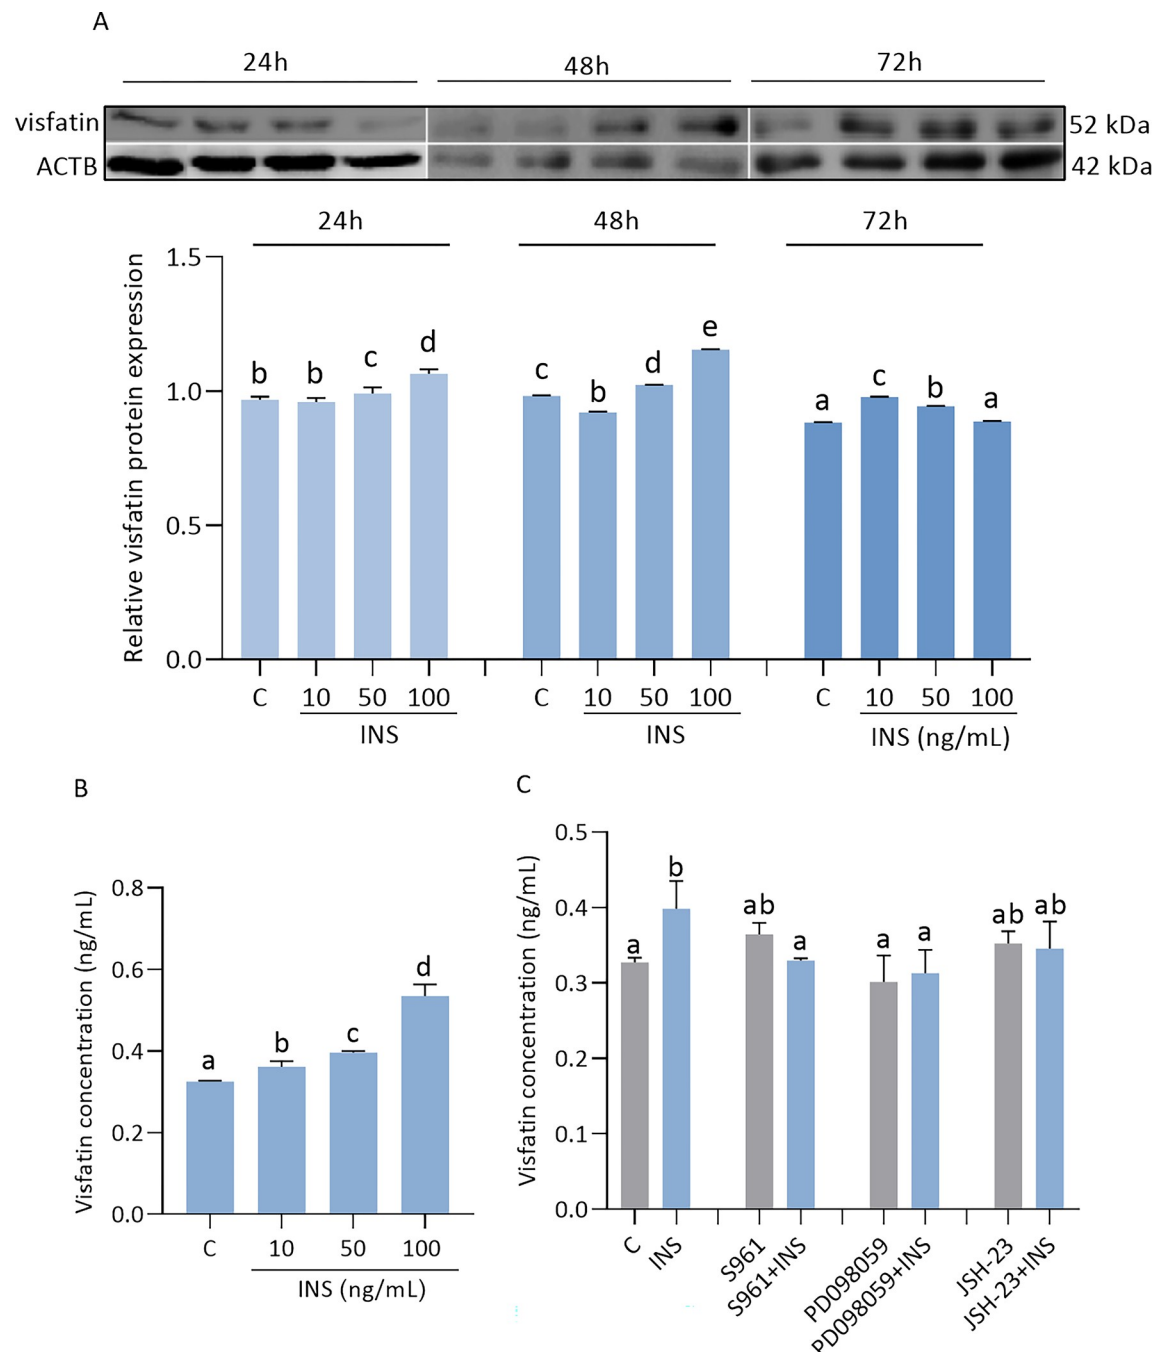 A
24h 48h 72h
visfatin 52 kDa
ACTB 42 kDa
24h 48h 72h
Relative visfatin protein expression
1.5
1.0
0.5
0.0
b b c d c b d e a c b a
C 10 50 100 C 10 50 100 C 10 50 100
INS INS INS (ng/mL)
B
Visfatin concentration (ng/mL)
0.8
0.6
0.4
0.2
0.0
a b c d
C 10 50 100
INS (ng/mL)
C
Visfatin concentration (ng/mL)
0.5
0.4
0.3
0.2
0.1
0.0
a b ab a a a ab ab
C
INS
S961
S961+INS
PD098059
PD098059+INS
JSH-23
JSH-23+INS